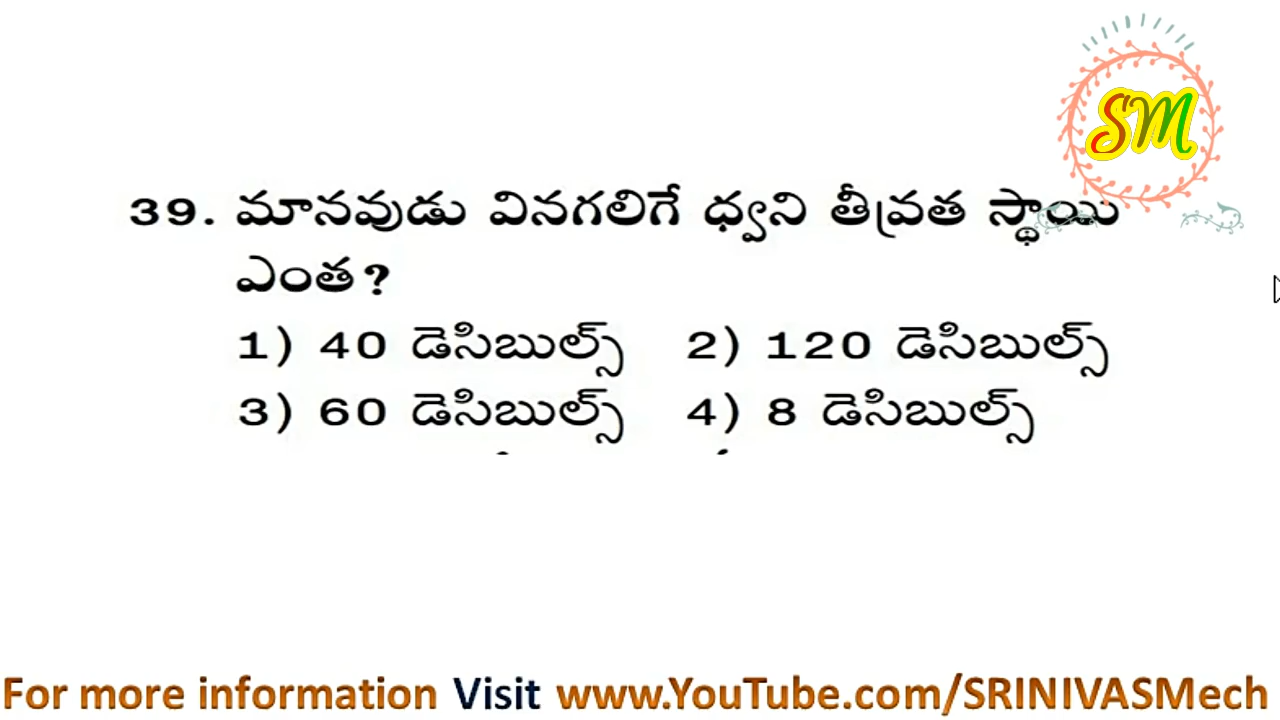 SM
39. మానవుడు వినగలిగే ధ్వని తీవ్రత స్థాయి
ఎంత?
1) 40 డెసిబుల్స్ 2) 120 డెసిబుల్స్
3) 60 డెసిబుల్స్ 4) 8 డెసిబుల్స్
For more information Visit www.YouTube.com/SRINIVASMech